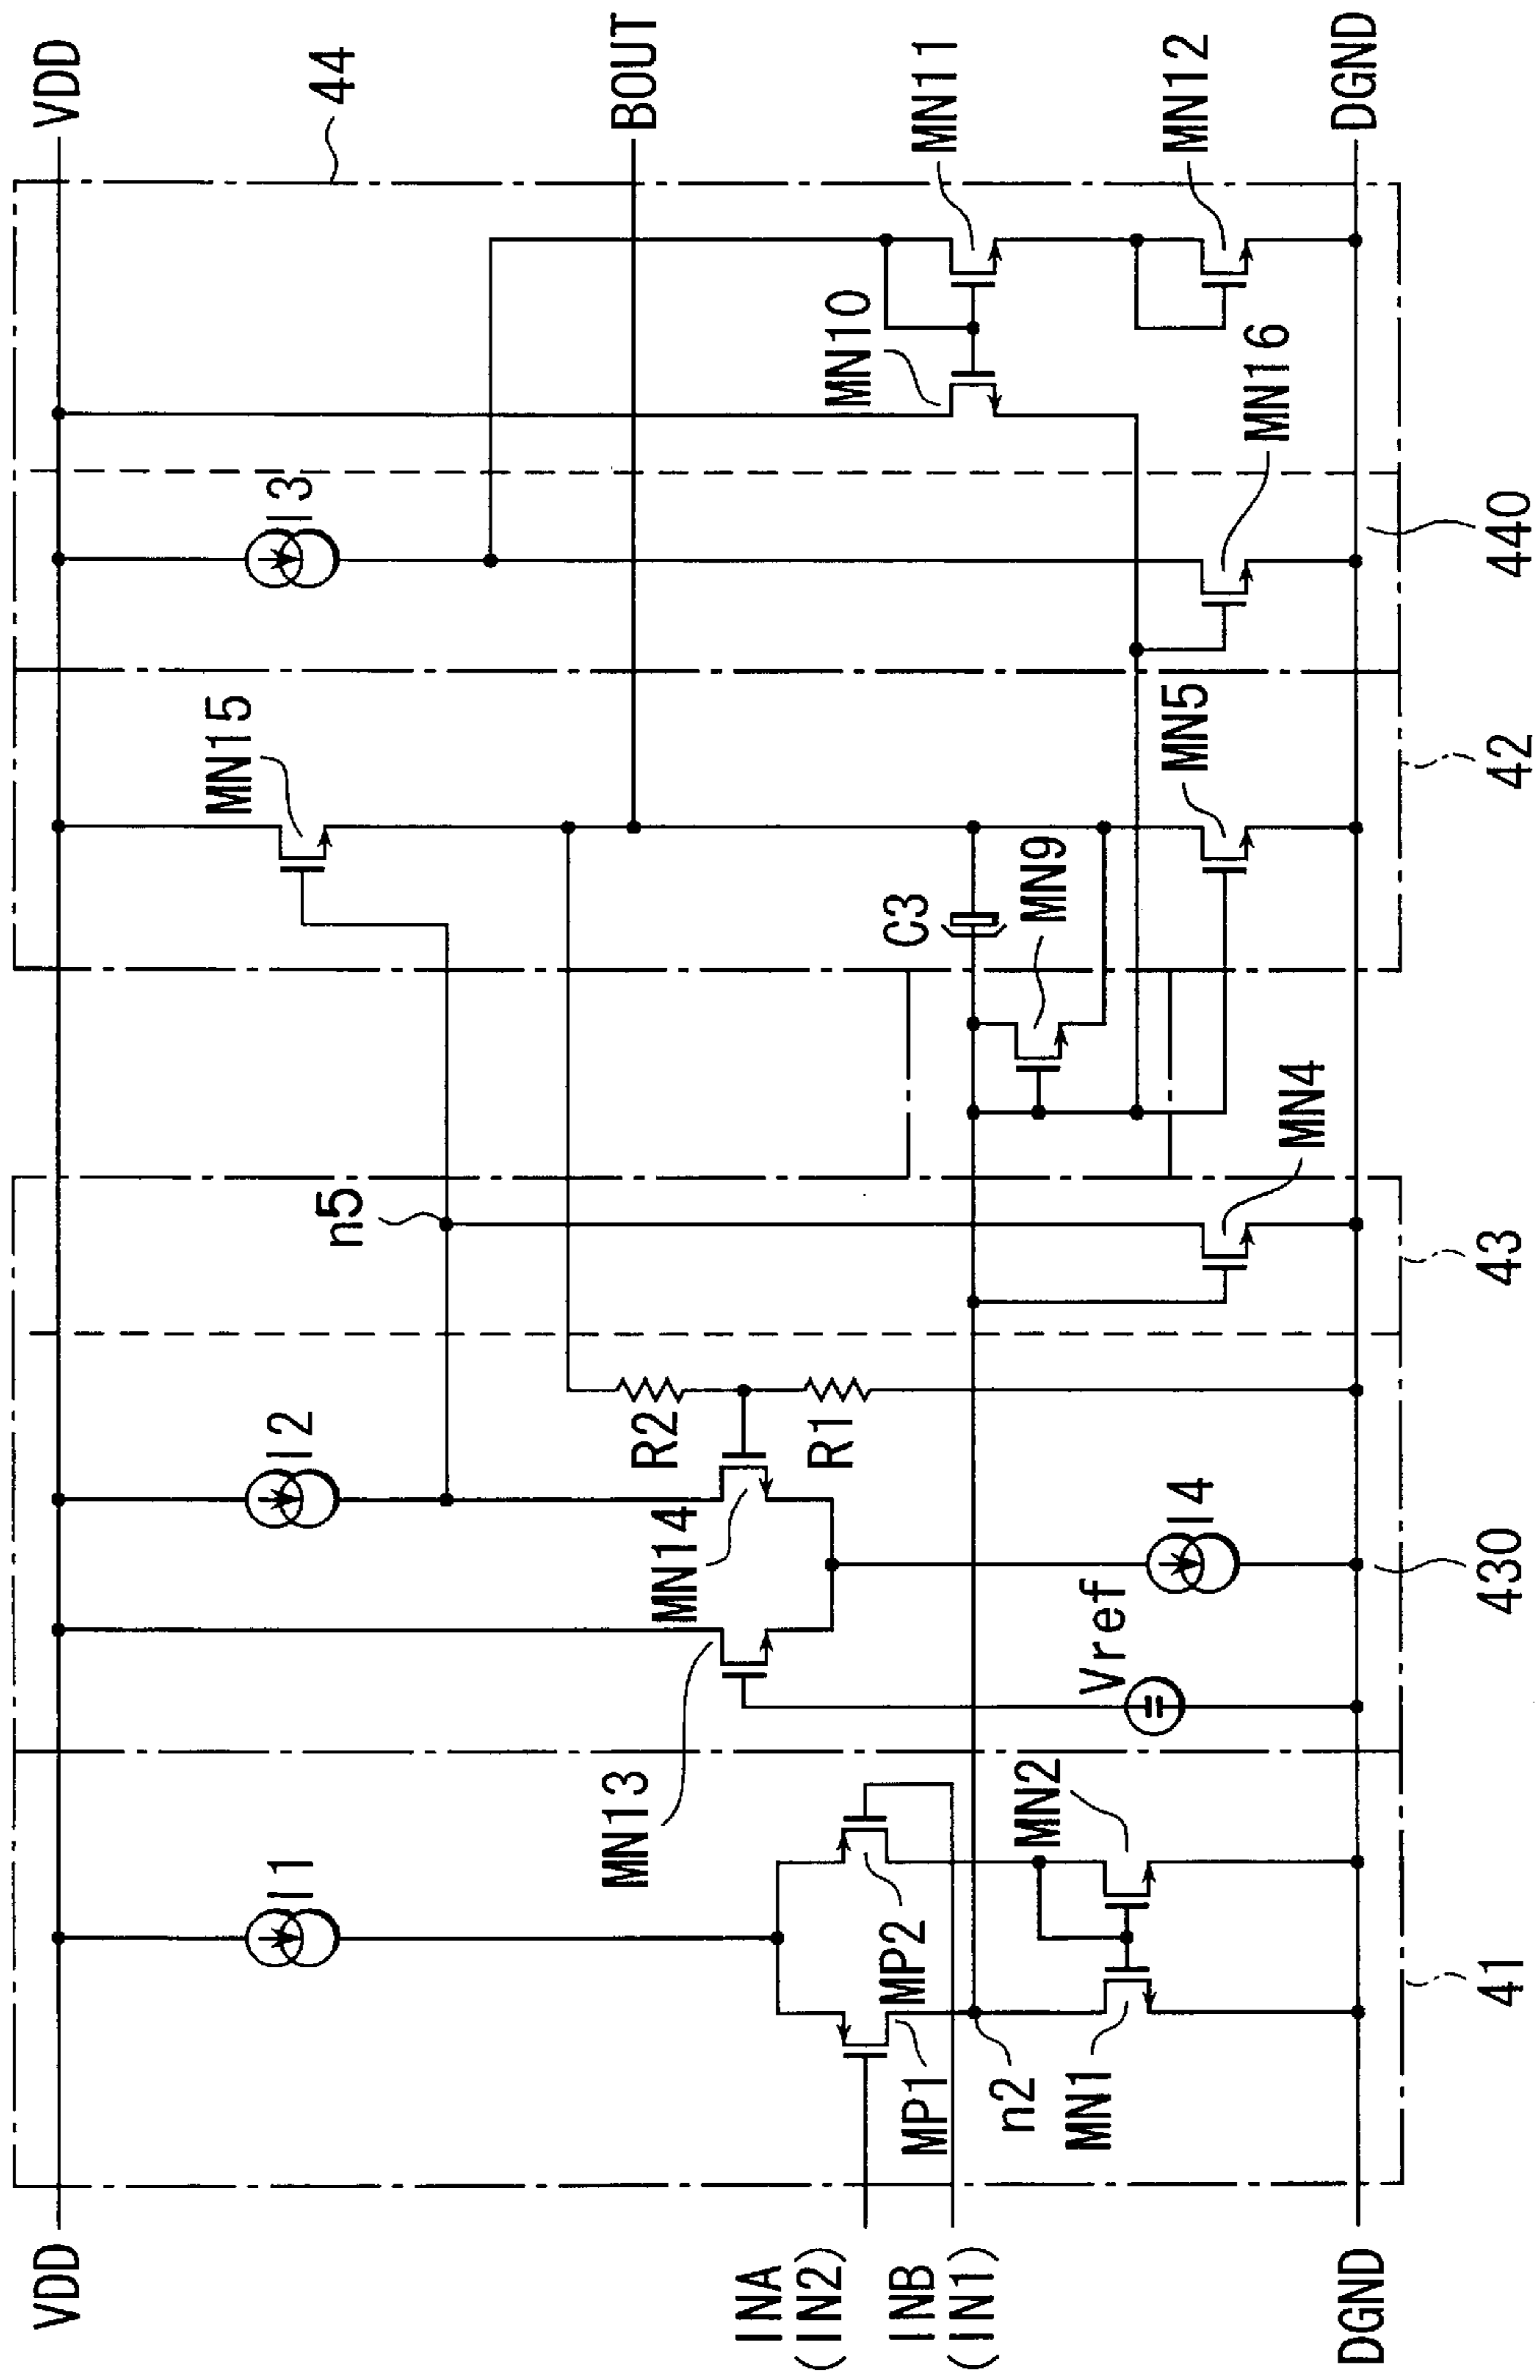 VDD
44
BOUT
MN11
MN12
DGND
MN10
MN16
I3
440
MN15
C3
MN9
MN5
42
n5
MN4
43
I2
R2
R1
MN14
I4
Vref
430
MN13
I1
MP2
MP1
n2
MN2
MN1
41
VDD
INA
(IN2)
INB
(IN1)
DGND